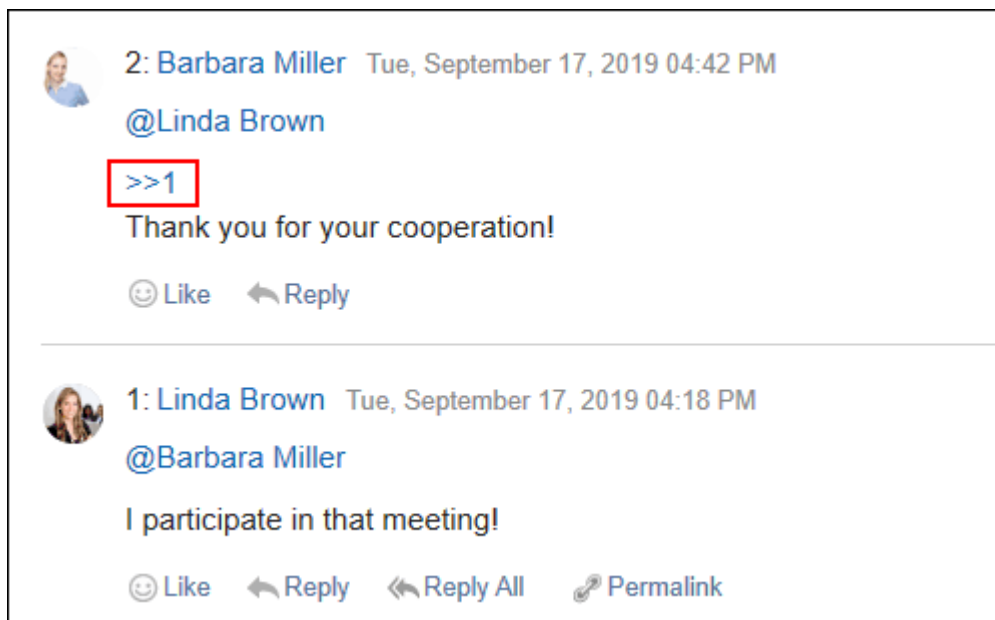 2: Barbara Miller Tue, September 17, 2019 04:42 PM
@Linda Brown
>>1
Thank you for your cooperation!
Like Reply
1: Linda Brown Tue, September 17, 2019 04:18 PM
@Barbara Miller
I participate in that meeting!
Like Reply Reply All Permalink